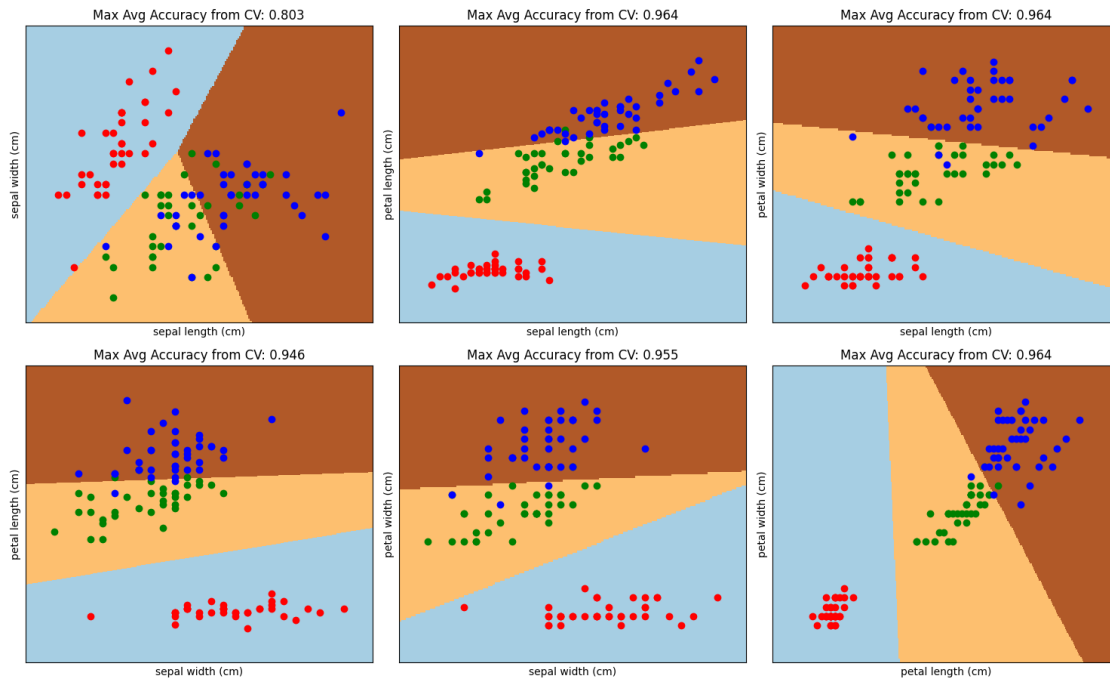 Max Avg Accuracy from CV: 0.803
sepal width (cm)
sepal length (cm)
Max Avg Accuracy from CV: 0.964
petal length (cm)
sepal length (cm)
Max Avg Accuracy from CV: 0.964
petal width (cm)
sepal length (cm)
Max Avg Accuracy from CV: 0.946
petal length (cm)
sepal width (cm)
Max Avg Accuracy from CV: 0.955
petal width (cm)
sepal width (cm)
Max Avg Accuracy from CV: 0.964
petal width (cm)
petal length (cm)